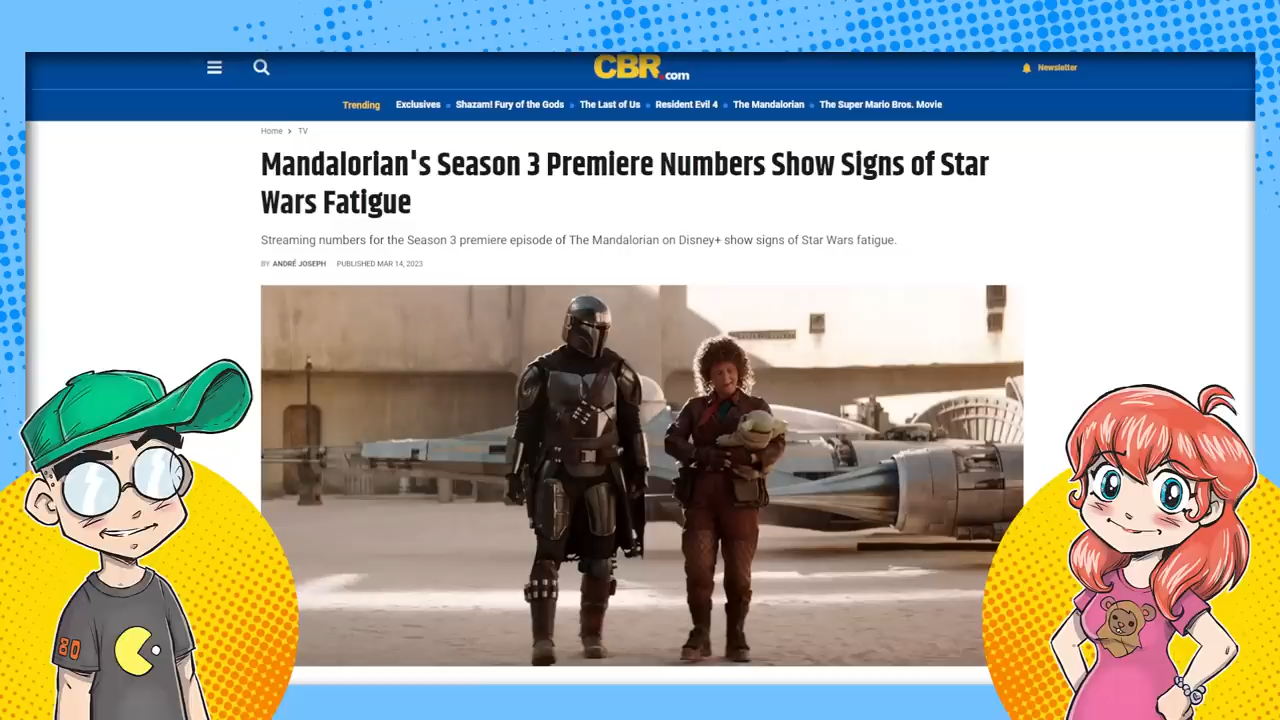 CBR.com
Newsletter
Trending Exclusives Shazam! Fury of the Gods The Last of Us Resident Evil 4 The Mandalorian The Super Mario Bros. Movie
Home > TV
Mandalorian's Season 3 Premiere Numbers Show Signs of Star
Wars Fatigue
Streaming numbers for the Season 3 premiere episode of The Mandalorian on Disney+ show signs of Star Wars fatigue.
BY ANDRÉ JOSEPH PUBLISHED MAR 14, 2023
80